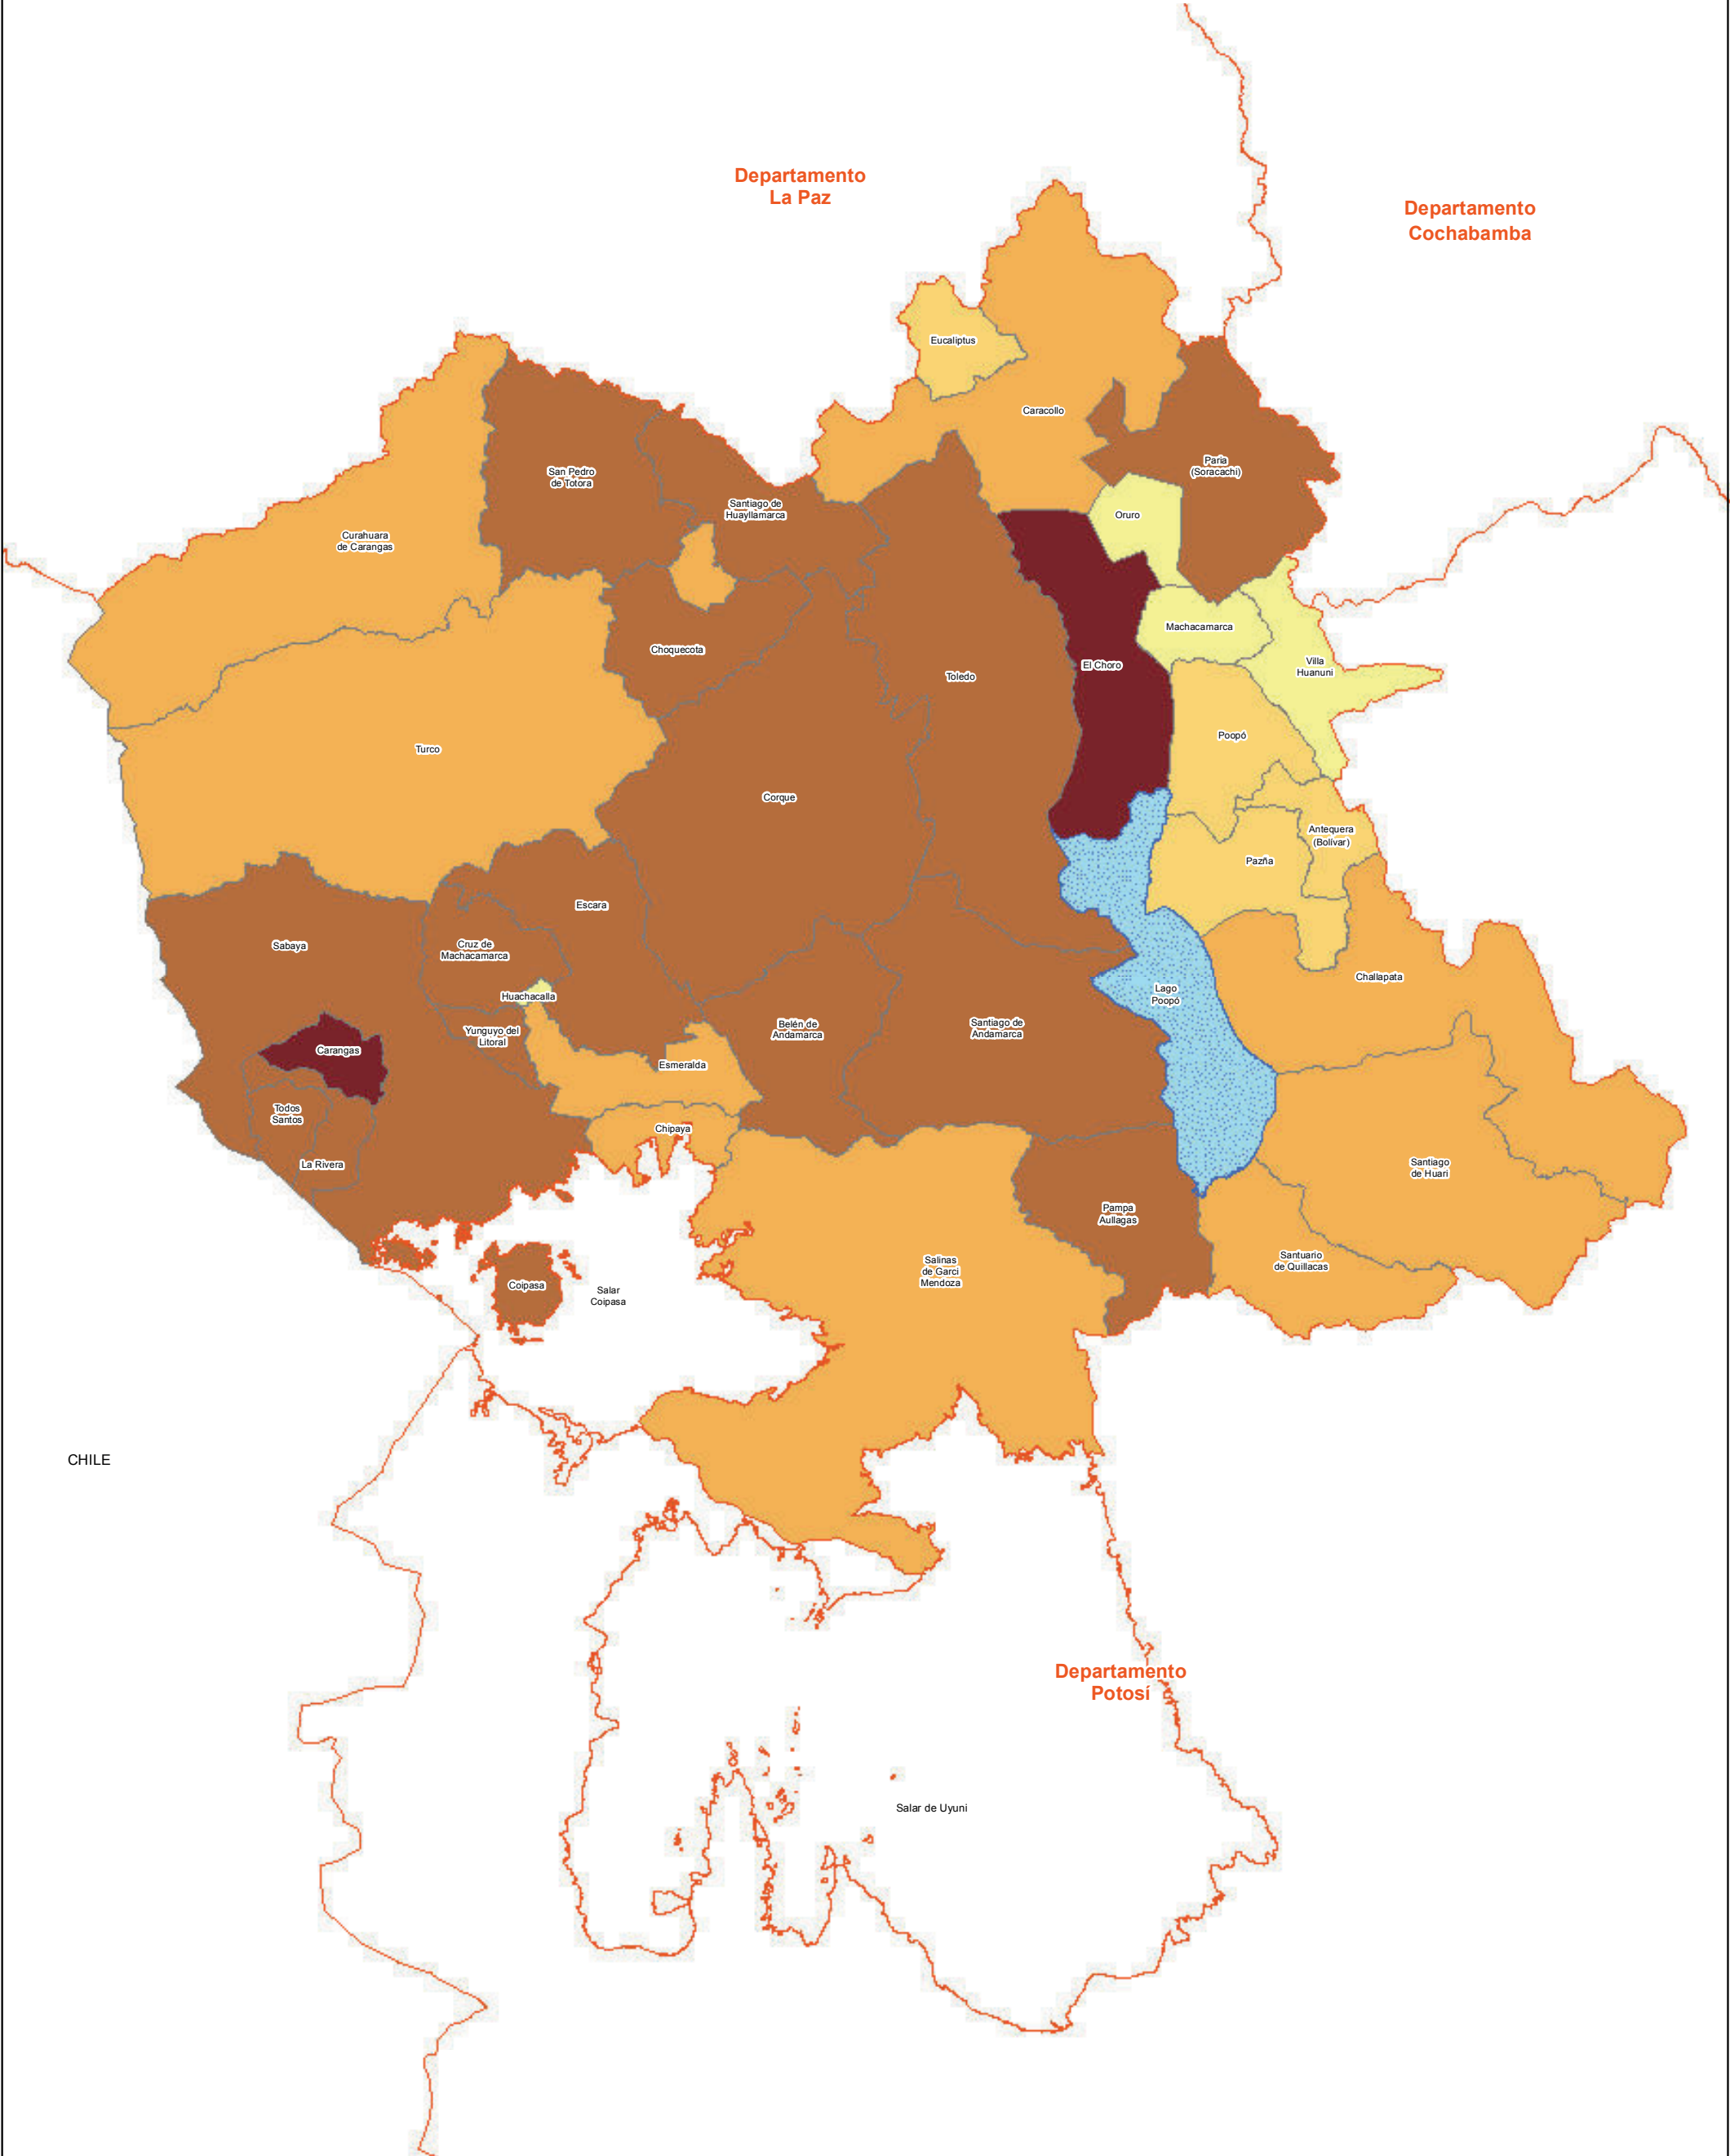 Departamento
La Paz
Departamento
Cochabamba
Eucaliptus
Caracollo
Paria
(Soracachi)
San Pedro
de Totora
Santiago de
Huayllamarca
Oruro
Curahuara
de Carangas
Machacamarca
Choquecota
El Choro
Villa
Huanuni
Toledo
Poopó
Turco
Corque
Antequera
(Bolívar)
Pazña
Escara
Sabaya
Cruz de
Machacamarca
Challapata
Huachacalla
Lago
Poopó
Yunguyo del
Litoral
Belén de
Andamarca
Santiago de
Andamarca
Carangas
Esmeralda
Todos
Santos
Chipaya
La Rivera
Santiago
de Huari
Pampa
Aullagas
Santuario
de Quillacas
Salinas
de Garci
Mendoza
Coipasa
Salar
Coipasa
CHILE
Departamento
Potosí
Salar de Uyuni